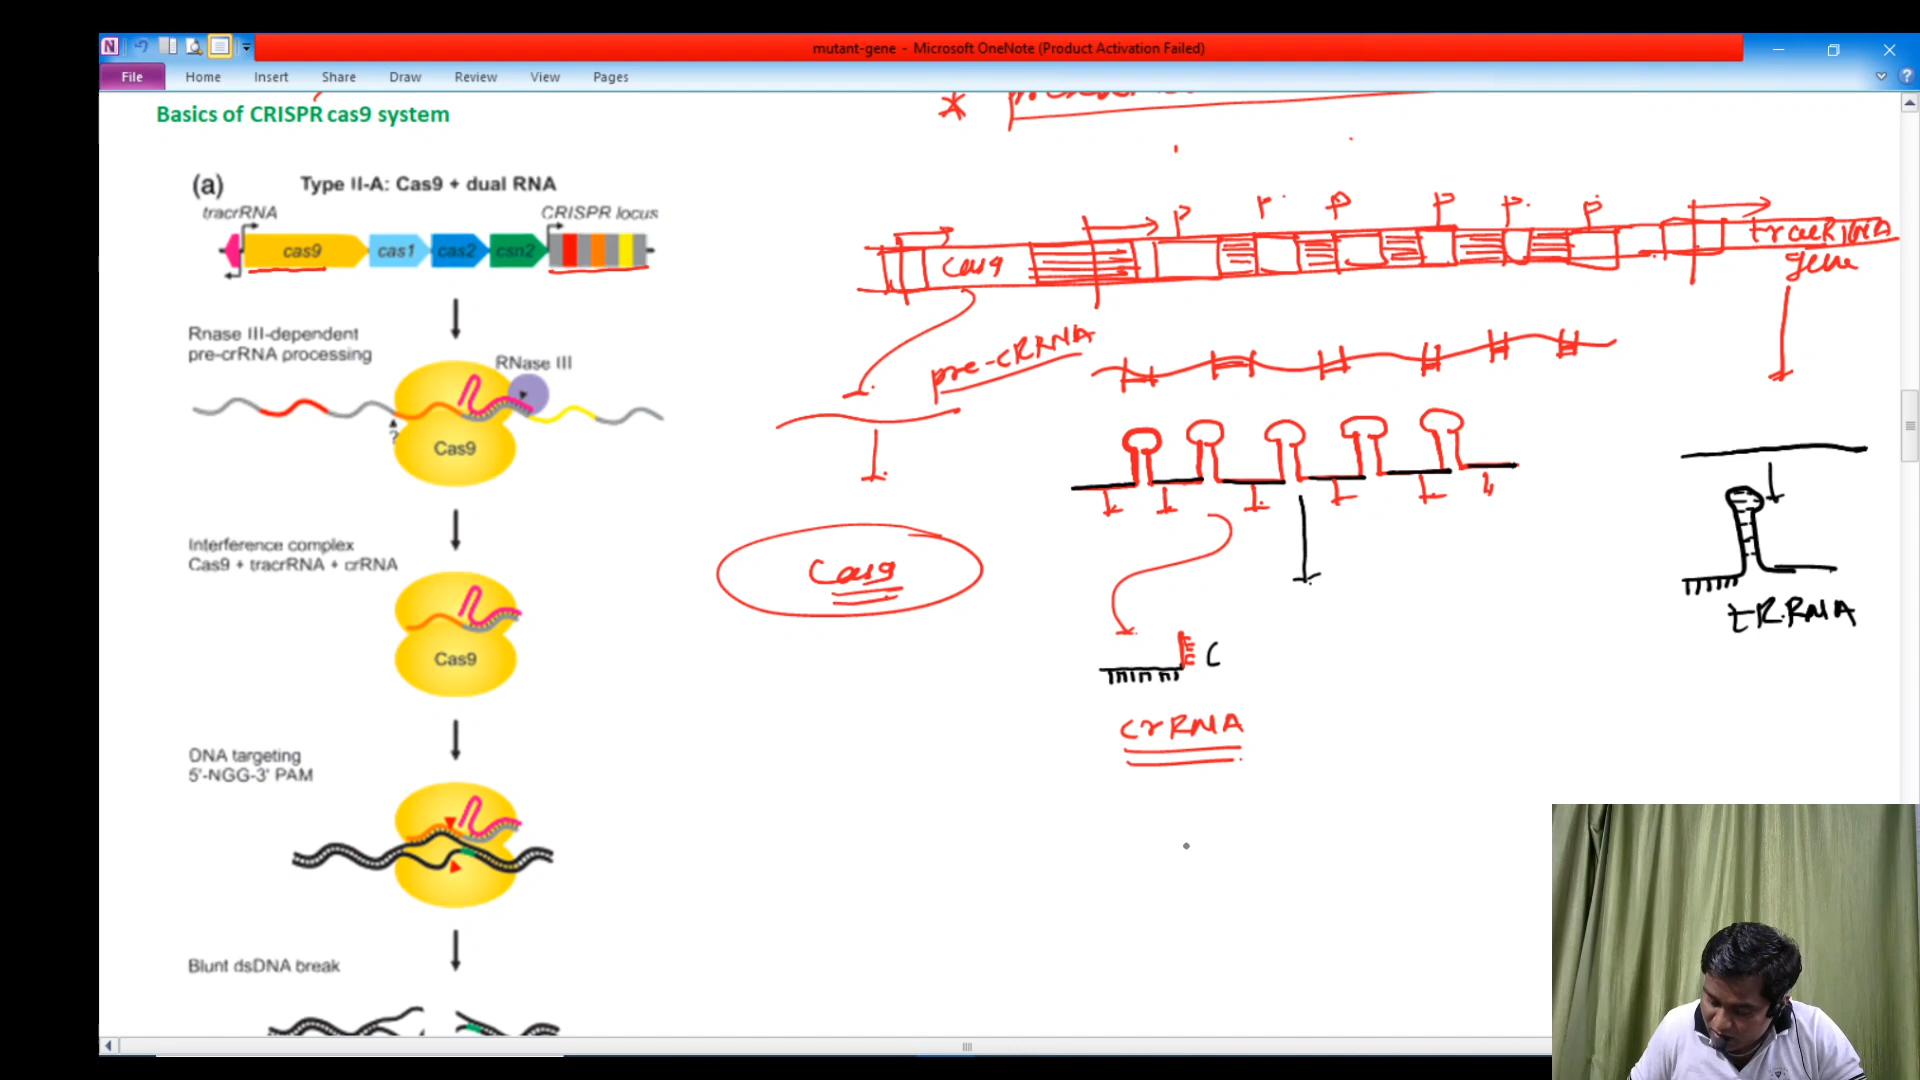 mutant-gene - Microsoft OneNote (Product Activation Failed)
File Home Insert Share Draw Review View Pages
Basics of CRISPR cas9 system
(a) Type II-A: Cas9 + dual RNA
tracrRNA CRISPR locus
cas9 cas1 cas2 csn2
Rnase III-dependent
pre-crRNA processing
RNase III
?
Cas9
Interference complex
Cas9 + tracrRNA + crRNA
Cas9
DNA targeting
5'-NGG-3' PAM
Blunt dsDNA break
*
P r P P P P
Cas9
gene
pre-CRRNA
Cas9
C
crRNA
tRRNA